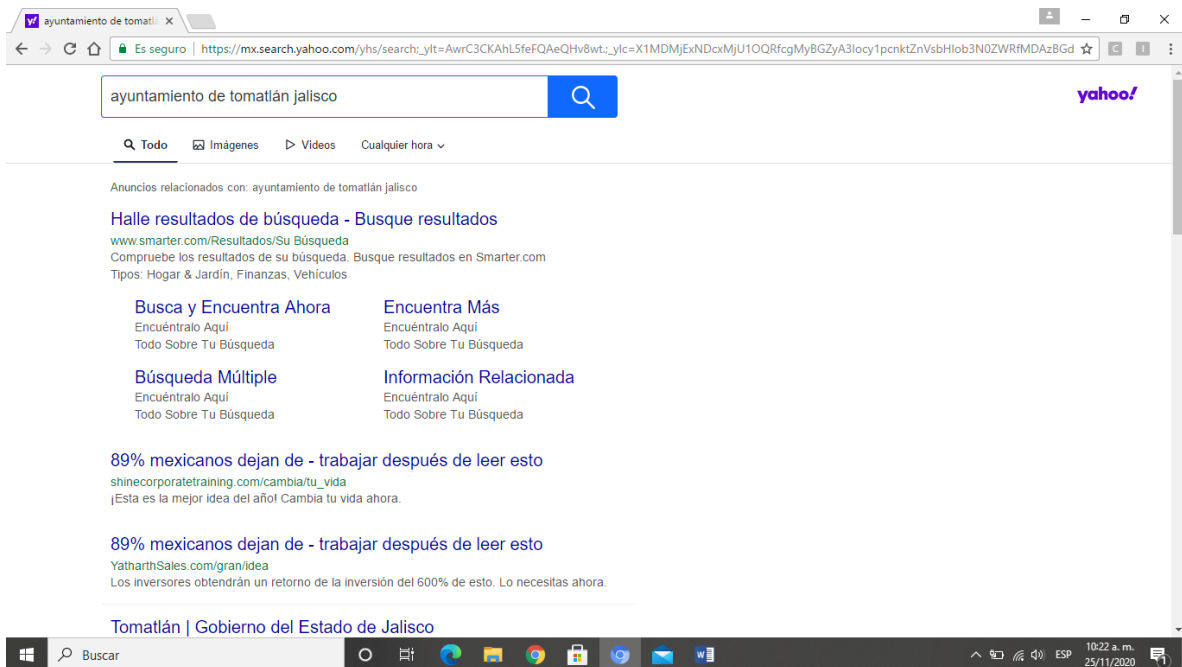 ayuntamiento de tomatla
Es seguro | https://mx.search.yahoo.com/yhs/search;_ylt=AwrC3CKAhL5feFQAeQHv8wt.;_ylc=X1MDMjExNDcxMjU1OQRfcgMyBGZyA3locy1pcnktZnVsbHlob3N0ZWRfMDAzBGd
ayuntamiento de tomatlán jalisco
yahoo!
Todo Imágenes Videos Cualquier hora
Anuncios relacionados con: ayuntamiento de tomatlán jalisco
Halle resultados de búsqueda - Busque resultados
www.smarter.com/Resultados/Su Búsqueda
Compruebe los resultados de su búsqueda. Busque resultados en Smarter.com
Tipos: Hogar & Jardín, Finanzas, Vehículos
Busca y Encuentra Ahora
Encuéntralo Aquí
Todo Sobre Tu Búsqueda
Encuentra Más
Encuéntralo Aquí
Todo Sobre Tu Búsqueda
Búsqueda Múltiple
Encuéntralo Aquí
Todo Sobre Tu Búsqueda
Información Relacionada
Encuéntralo Aquí
Todo Sobre Tu Búsqueda
89% mexicanos dejan de - trabajar después de leer esto
shinecorporatetraining.com/cambia/tu_vida
¡Esta es la mejor idea del año! Cambia tu vida ahora.
89% mexicanos dejan de - trabajar después de leer esto
YatharthSales.com/gran/idea
Los inversores obtendrán un retorno de la inversión del 600% de esto. Lo necesitas ahora.
Tomatlán | Gobierno del Estado de Jalisco
Buscar
ESP
10:22 a. m.
25/11/2020